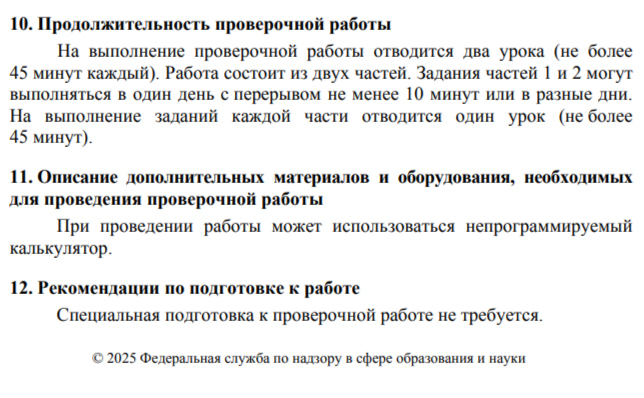 10. Продолжительность проверочной работы
На выполнение проверочной работы отводится два урока (не более
45 минут каждый). Работа состоит из двух частей. Задания частей 1 и 2 могут
выполняться в один день с перерывом не менее 10 минут или в разные дни.
На выполнение заданий каждой части отводится один урок (не более
45 минут).
11. Описание дополнительных материалов и оборудования, необходимых
для проведения проверочной работы
При проведении работы может использоваться непрограммируемый
калькулятор.
12. Рекомендации по подготовке к работе
Специальная подготовка к проверочной работе не требуется.
© 2025 Федеральная служба по надзору в сфере образования и науки